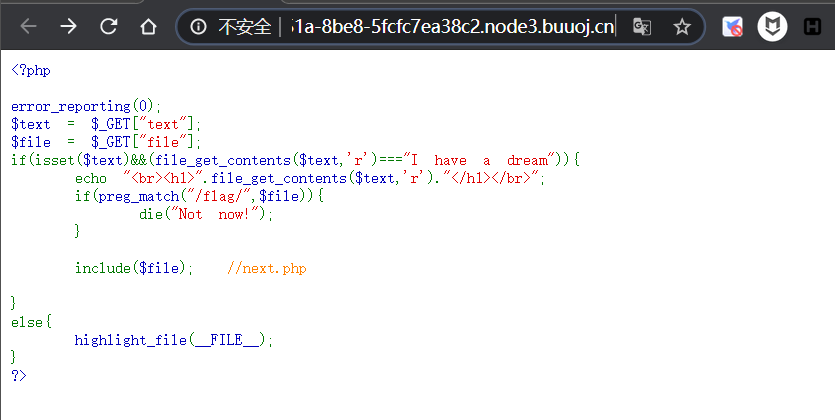 不安全 | 51a-8be8-5fcfc7ea38c2.node3.buuoj.cn
<?php
error_reporting(0);
$text = $_GET["text"];
$file = $_GET["file"];
if(isset($text)&&(file_get_contents($text,'r')==="I have a dream")){
echo "<br><h1>".file_get_contents($text,'r')."</h1></br>";
if(preg_match("/flag/",$file)){
die("Not now!");
}
include($file); //next.php
}
else{
highlight_file(__FILE__);
}
?>